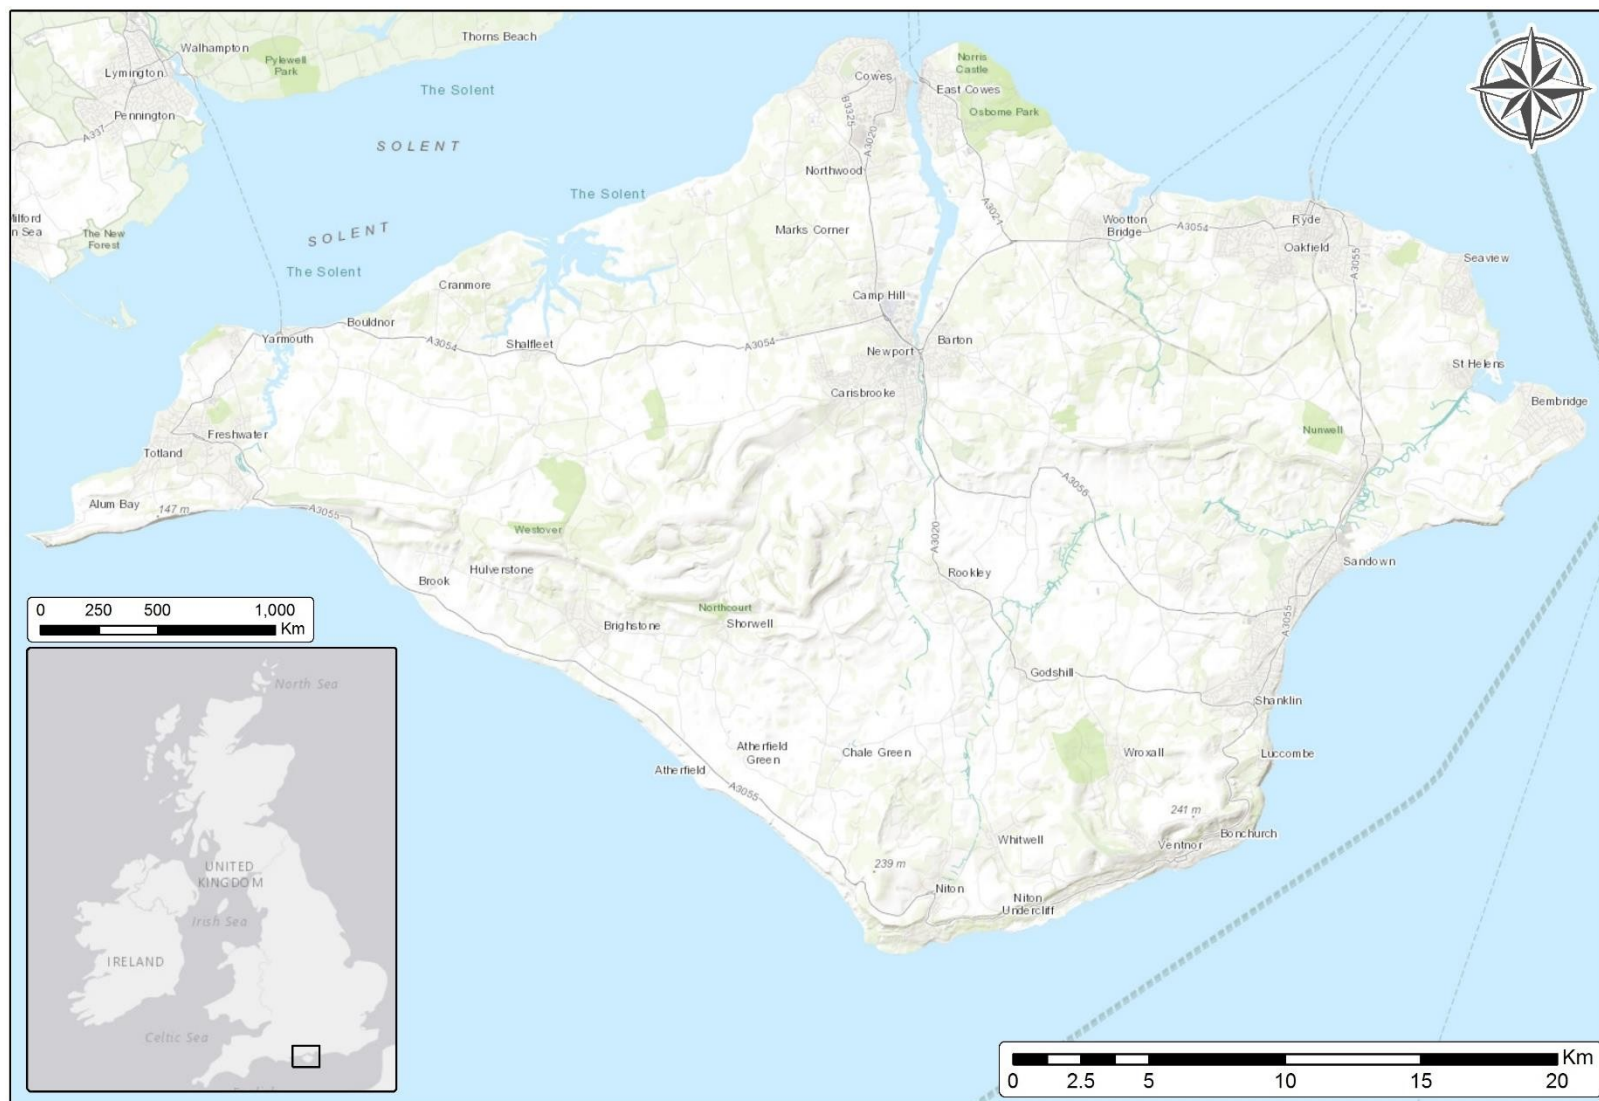 Thorns Beach
Walhampton
Pylewell
Park
Lymington
The Solent
Pennington
A337
SOLENT
Norris
Castle
Cowes
East Cowes
Osborne Park
B3325
A3020
Northwood
The Solent
The New
Forest
SOLENT
The Solent
Marks Corner
A3021
Wootton
Bridge
A3054
Ryde
Oakfield
A3055
Seaview
Cranmore
Camp Hill
Bouldnor
Yarmouth
A3054
Shalfleet
A3054
Newport
Barton
Carisbrooke
St Helens
Bembridge
Nunwell
Freshwater
Totland
Alum Bay
147 m
A3055
Westover
A3056
A3020
Sandown
Hulverstone
Brook
Rookley
Northcourt
Shorwell
Brighstone
A3055
Godshill
Shanklin
Atherfield
Green
Chale Green
Wroxall
Luccombe
Atherfield
A3055
241 m
Bonchurch
Whitwell
Ventnor
239 m
Niton
Niton
Undercliff
0 250 500 1,000
Km
North Sea
UNITED
KINGDOM
Irish Sea
IRELAND
Celtic Sea
Km
0 2.5 5 10 15 20